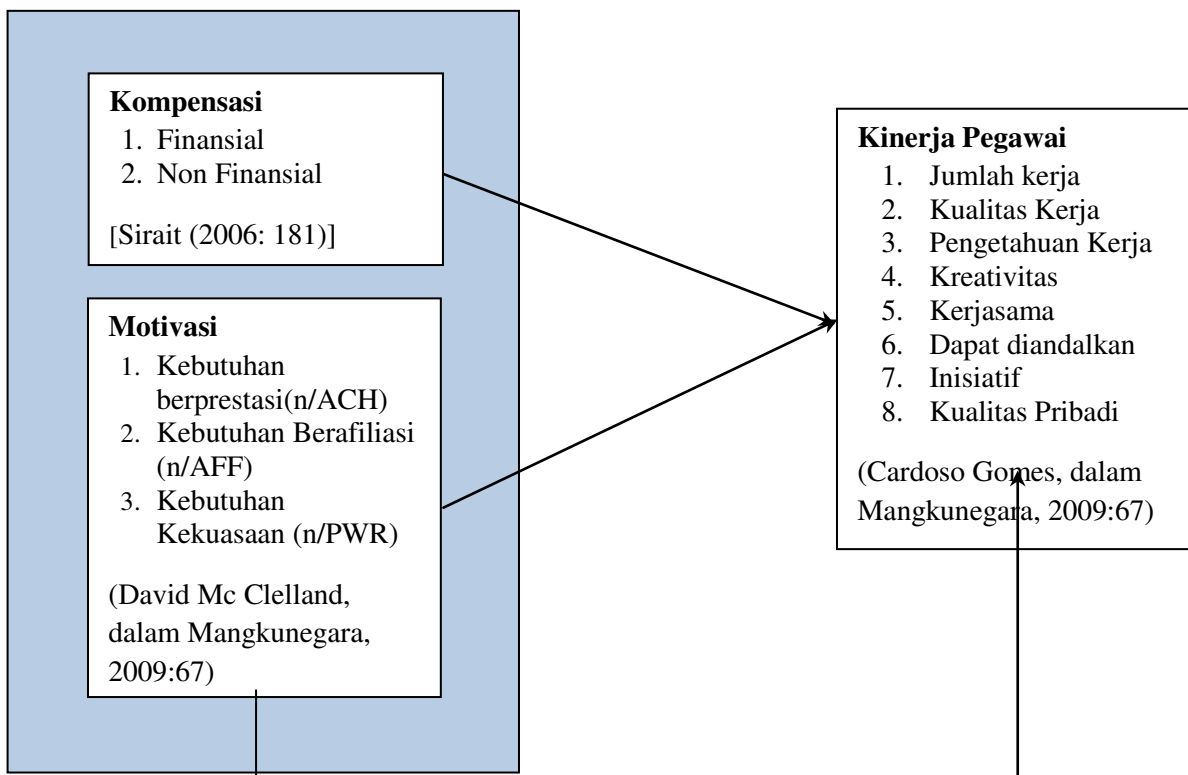 Kompensasi
1. Finansial
2. Non Finansial
[Sirait (2006: 181)]
Motivasi
1. Kebutuhan
berprestasi(n/ACH)
2. Kebutuhan Berafiliasi
(n/AFF)
3. Kebutuhan
Kekuasaan (n/PWR)
(David Mc Clelland,
dalam Mangkunegara,
2009:67)
Kinerja Pegawai
1. Jumlah kerja
2. Kualitas Kerja
3. Pengetahuan Kerja
4. Kreativitas
5. Kerjasama
6. Dapat diandalkan
7. Inisiatif
8. Kualitas Pribadi
(Cardoso Gomes, dalam
Mangkunegara, 2009:67)